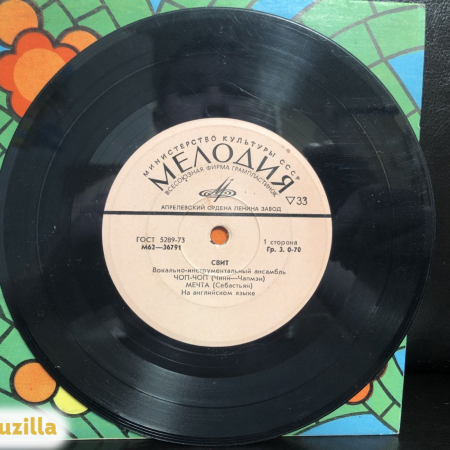 МИНИСТЕРСТВО КУЛЬТУРЫ СССР
МЕЛОДИЯ
ВСЕСОЮЗНАЯ ФИРМА ГРАМПЛАСТИНОК
АПРЕЛЕВСКИЙ ОРДЕНА ЛЕНИНА ЗАВОД
33
ГОСТ 5289-73
М62—36791
1 сторона
Гр. 3. 0-70
СВИТ
Вокально-инструментальный ансамбль
ЧОП-ЧОП (Чинн—Чапмэн)
МЕЧТА (Себастьян)
На английском языке
uzilla